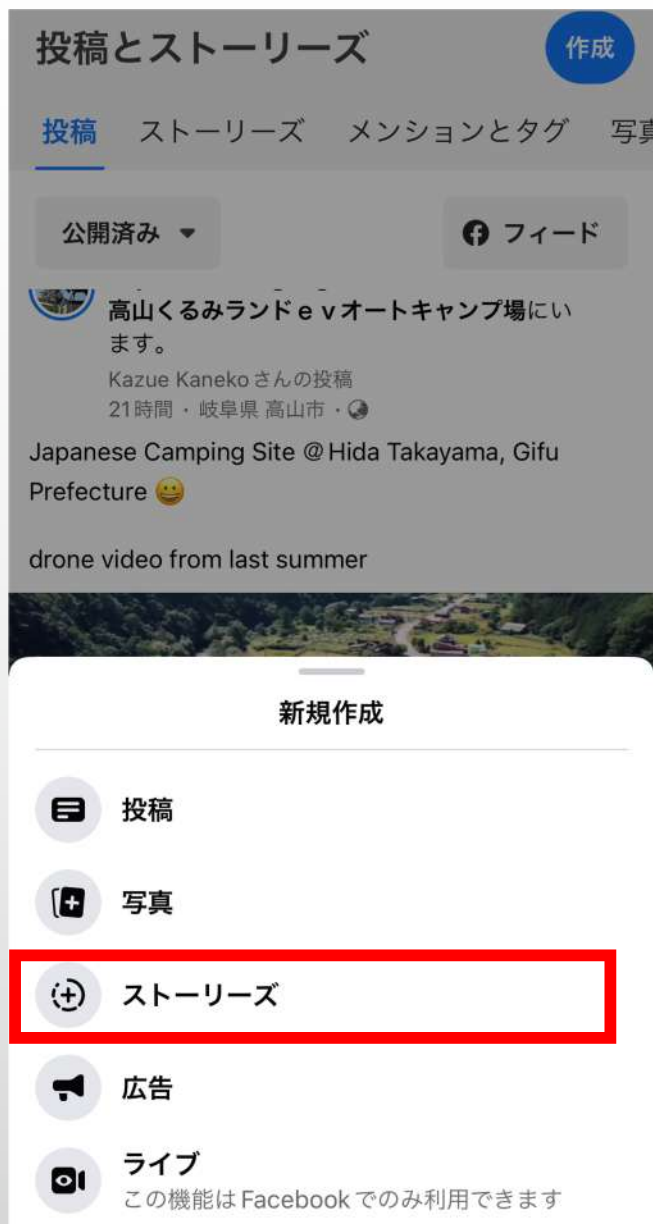 投稿とストーリーズ
作成
投稿 ストーリーズ メンションとタグ 写真
公開済み
フィード
高山くるみランドｅｖオートキャンプ場にい
ます。
Kazue Kanekoさんの投稿
21時間・岐阜県 高山市・
Japanese Camping Site @Hida Takayama, Gifu
Prefecture 😀
drone video from last summer
新規作成
投稿
写真
ストーリーズ
広告
ライブ
この機能はFacebookでのみ利用できます